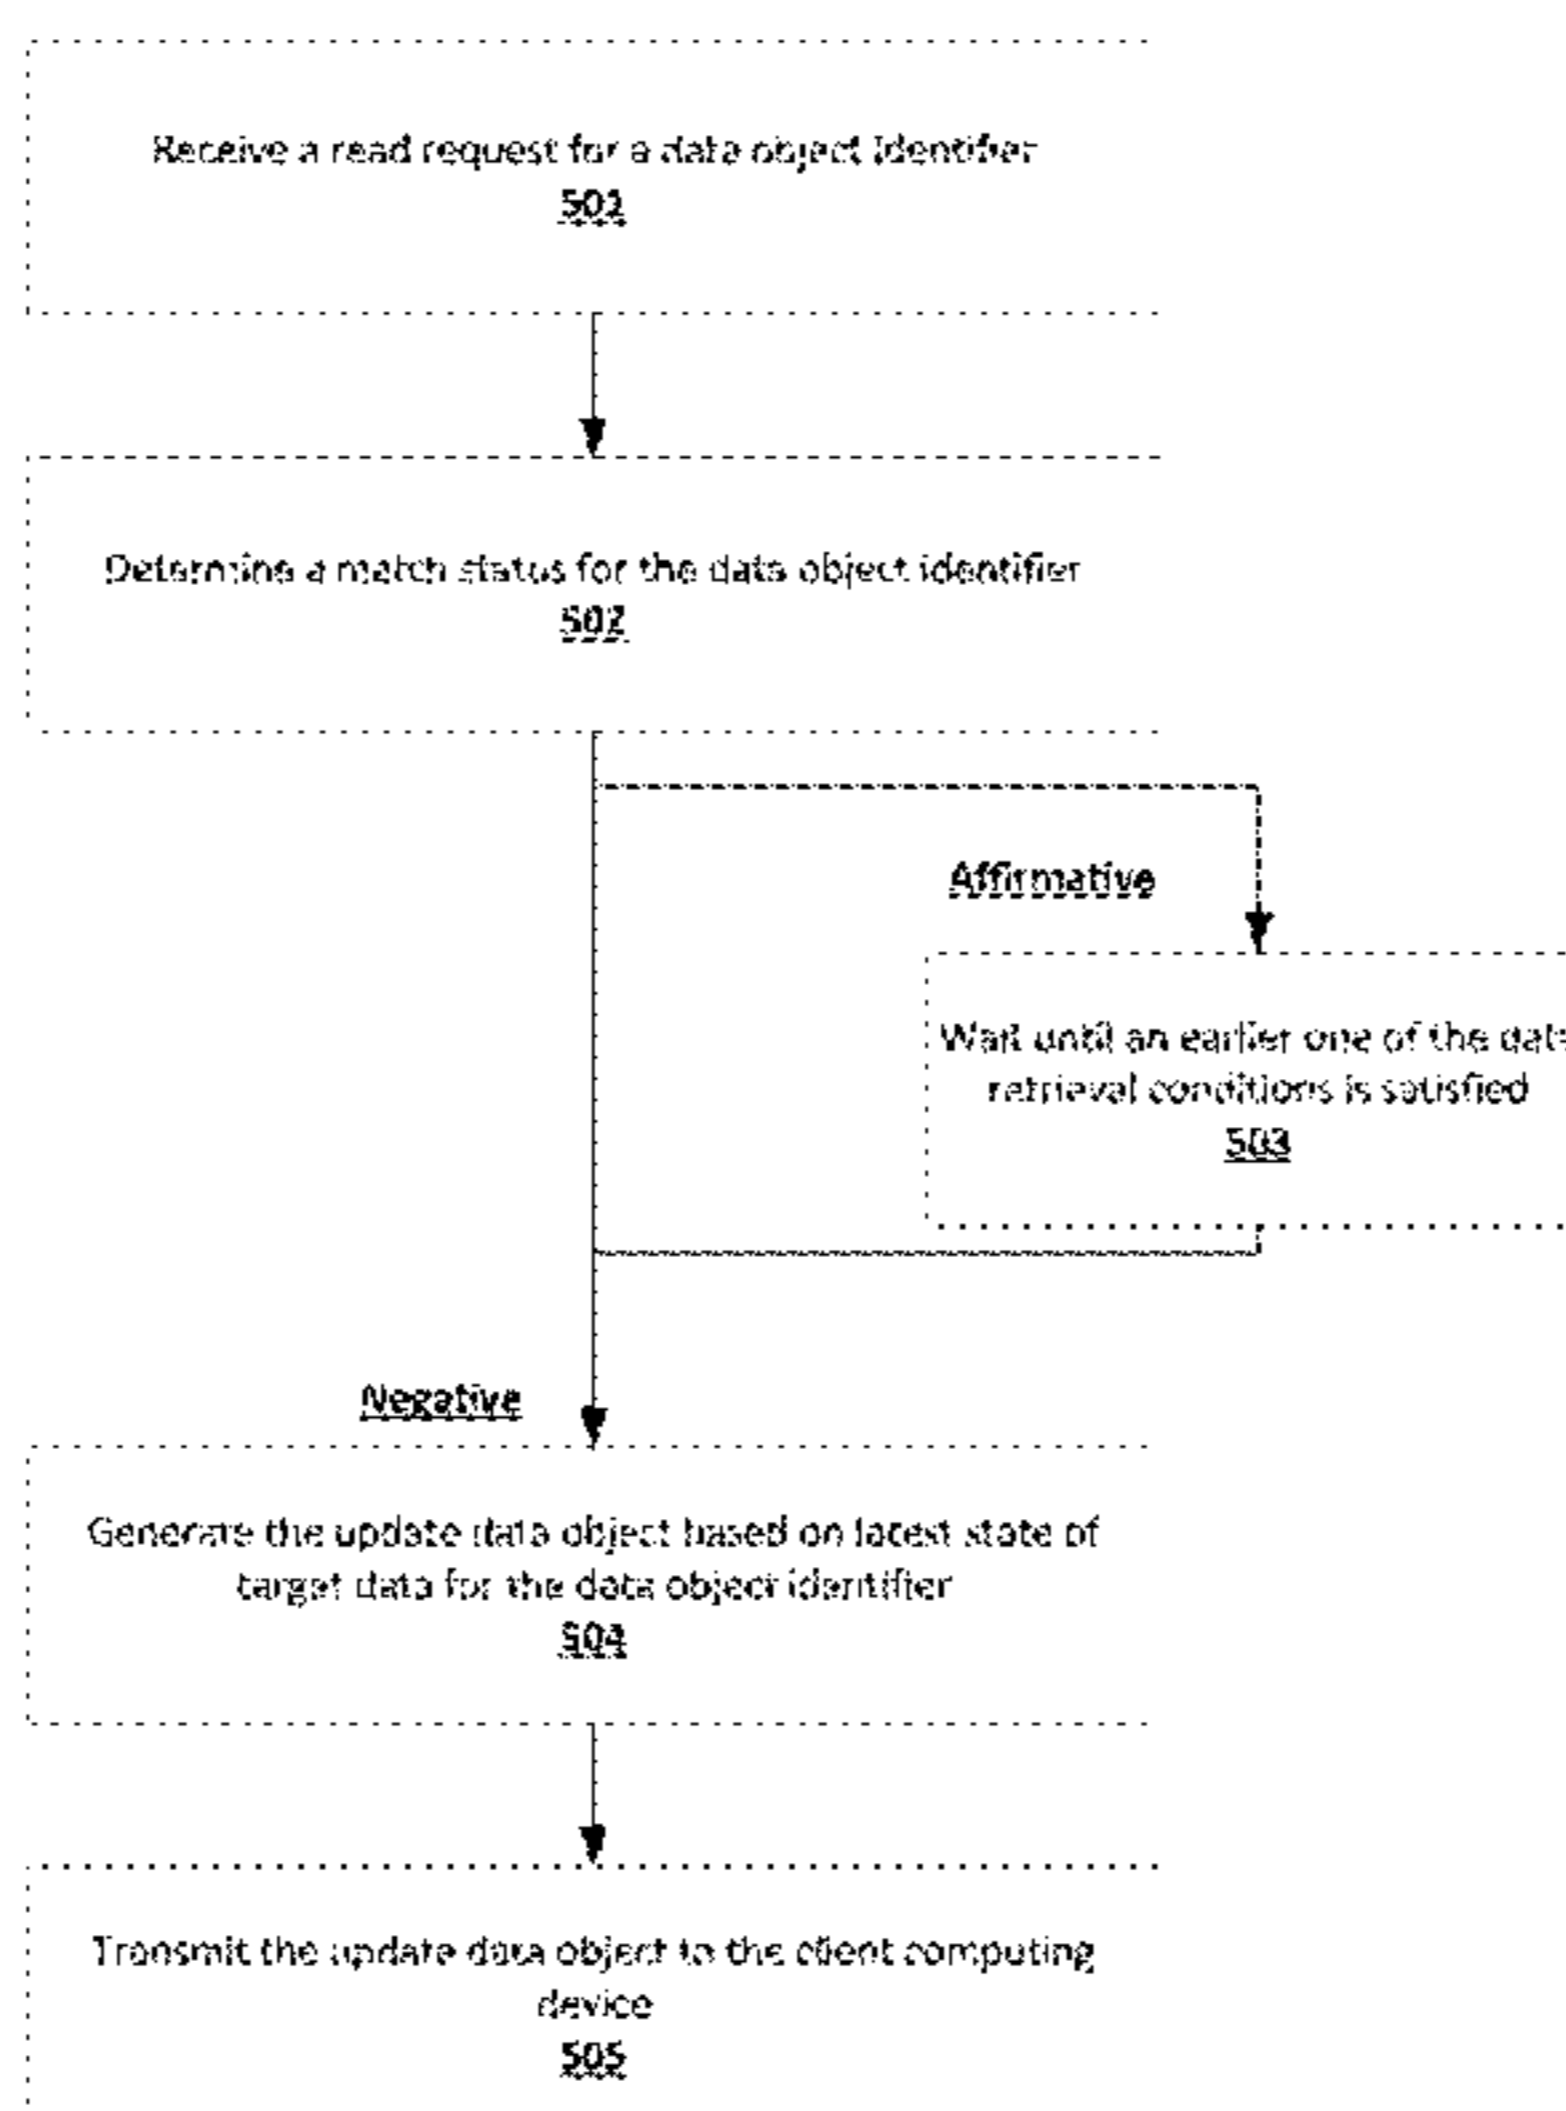 Receive a read request for a data object identifier
501
Determine a match status for the data object identifier
502
Affirmative
Wait until an earlier one of the data
retrieval conditions is satisfied
503
Negative
Generate the update data object based on latest state of
target data for the data object identifier
504
Transmit the update data object to the client computing
device
505